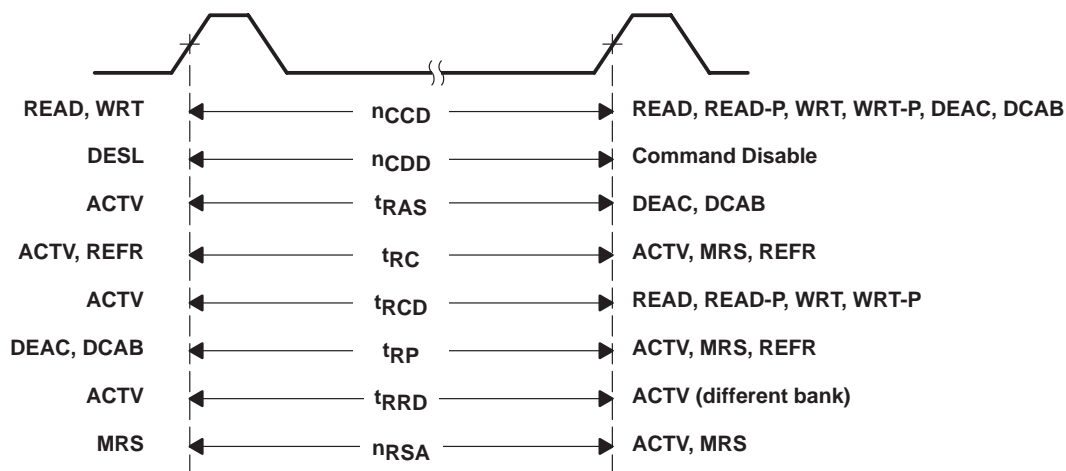 READ, WRT nCCD READ, READ-P, WRT, WRT-P, DEAC, DCAB
DESL nCDD Command Disable
ACTV tRAS DEAC, DCAB
ACTV, REFR tRC ACTV, MRS, REFR
ACTV tRCD READ, READ-P, WRT, WRT-P
DEAC, DCAB tRP ACTV, MRS, REFR
ACTV tRRD ACTV (different bank)
MRS nRSA ACTV, MRS